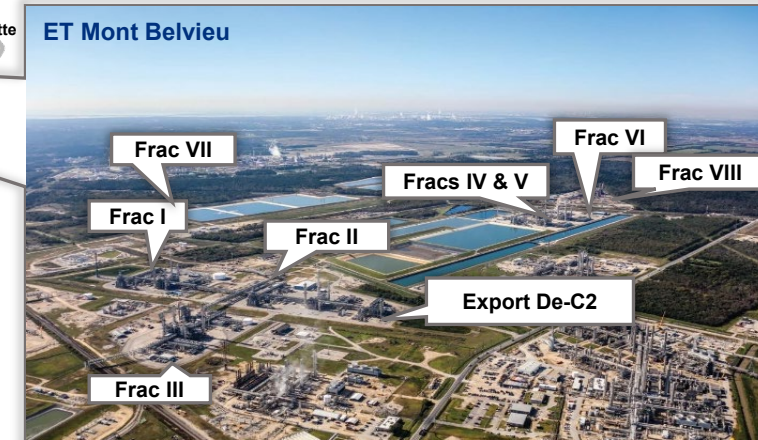 ET Mont Belvieu
Frac VII
Frac VI
Fracs IV & V
Frac VIII
Frac I
Frac II
Export De-C2
Frac III